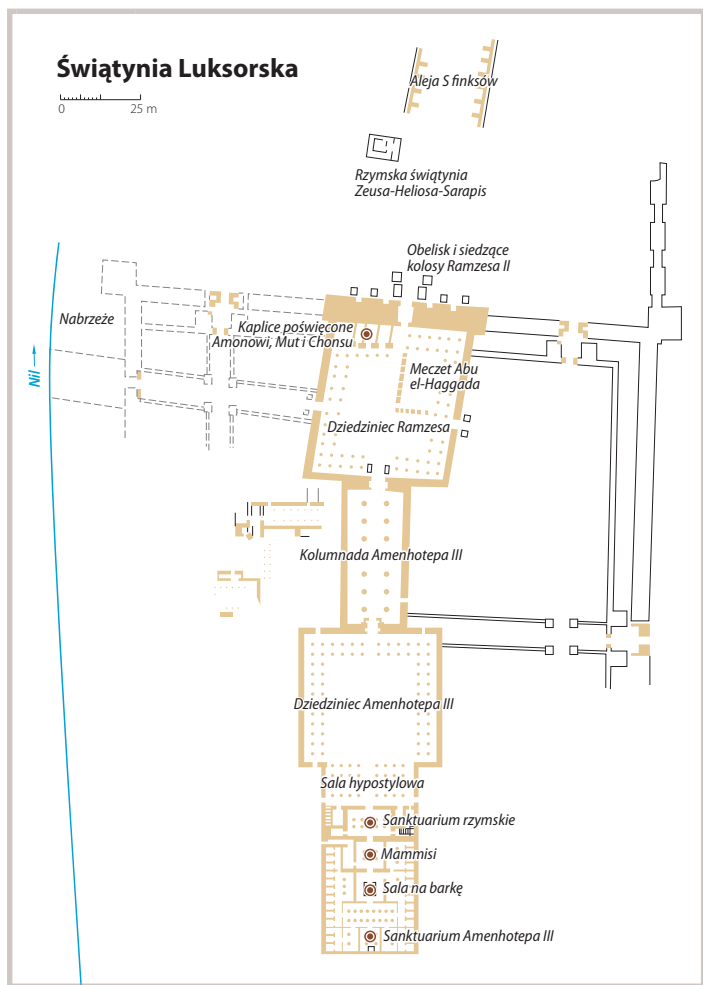 Świątynia Luksorska
0 25 m
Aleja S finksów
Rzymska świątynia
Zeusa-Heliosa-Sarapis
Obelisk i siedzące
kolosy Ramzesa II
Nabrzeże
Kaplice poświęcone
Amonowi, Mut i Chonsu
Meczet Abu
el-Haggada
Nil
Dziedziniec Ramzesa
Kolumnada Amenhotepa III
Dziedziniec Amenhotepa III
Sala hypostylowa
Sanktuarium rzymskie
Mammisi
Sala na barkę
Sanktuarium Amenhotepa III